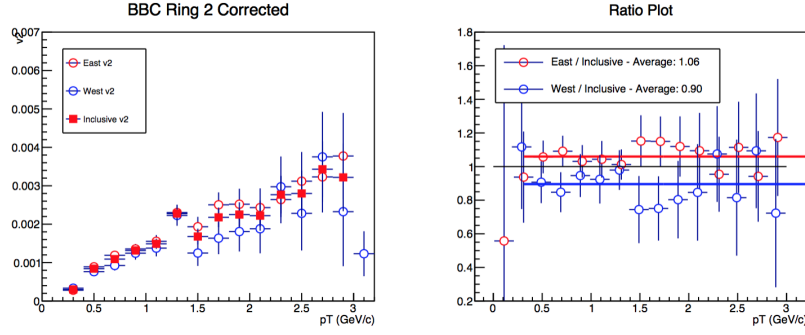 BBC Ring 2 Corrected
v2
0.007
0.006
0.005
0.004
0.003
0.002
0.001
0
East v2
West v2
Inclusive v2
0 0.5 1 1.5 2 2.5 3
pT (GeV/c)
Ratio Plot
1.8
1.6
1.4
1.2
1.0
0.8
0.6
0.4
0.2
East / Inclusive - Average: 1.06
West / Inclusive - Average: 0.90
0 0.5 1 1.5 2 2.5 3
pT (GeV/c)